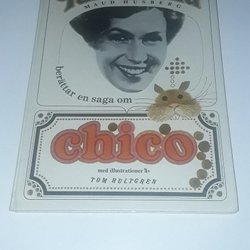 MAUD HUSBERG
berättar en saga om
chico
med illustrationer av
TOM HULTGREN